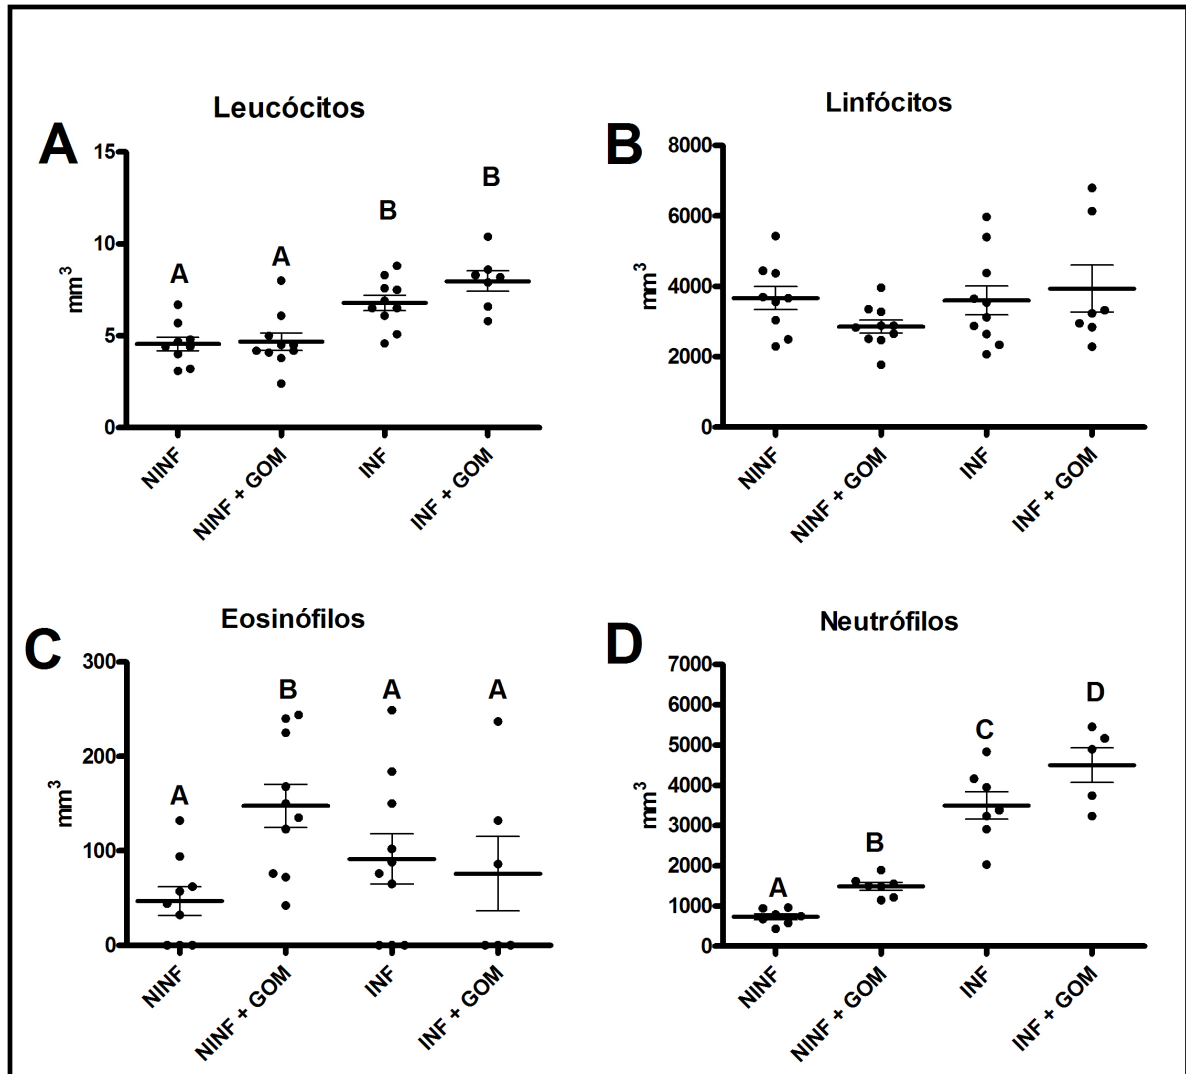 Leucócitos
A
15
10
5
0
mm³
A
A
B
B
NINF
NINF + GOM
INF
INF + GOM
Linfócitos
B
8000
6000
4000
2000
0
mm³
NINF
NINF + GOM
INF
INF + GOM
Eosinófilos
C
300
200
100
0
mm³
A
B
A
A
NINF
NINF + GOM
INF
INF + GOM
Neutrófilos
D
7000
6000
5000
4000
3000
2000
1000
0
mm³
A
B
C
D
NINF
NINF + GOM
INF
INF + GOM